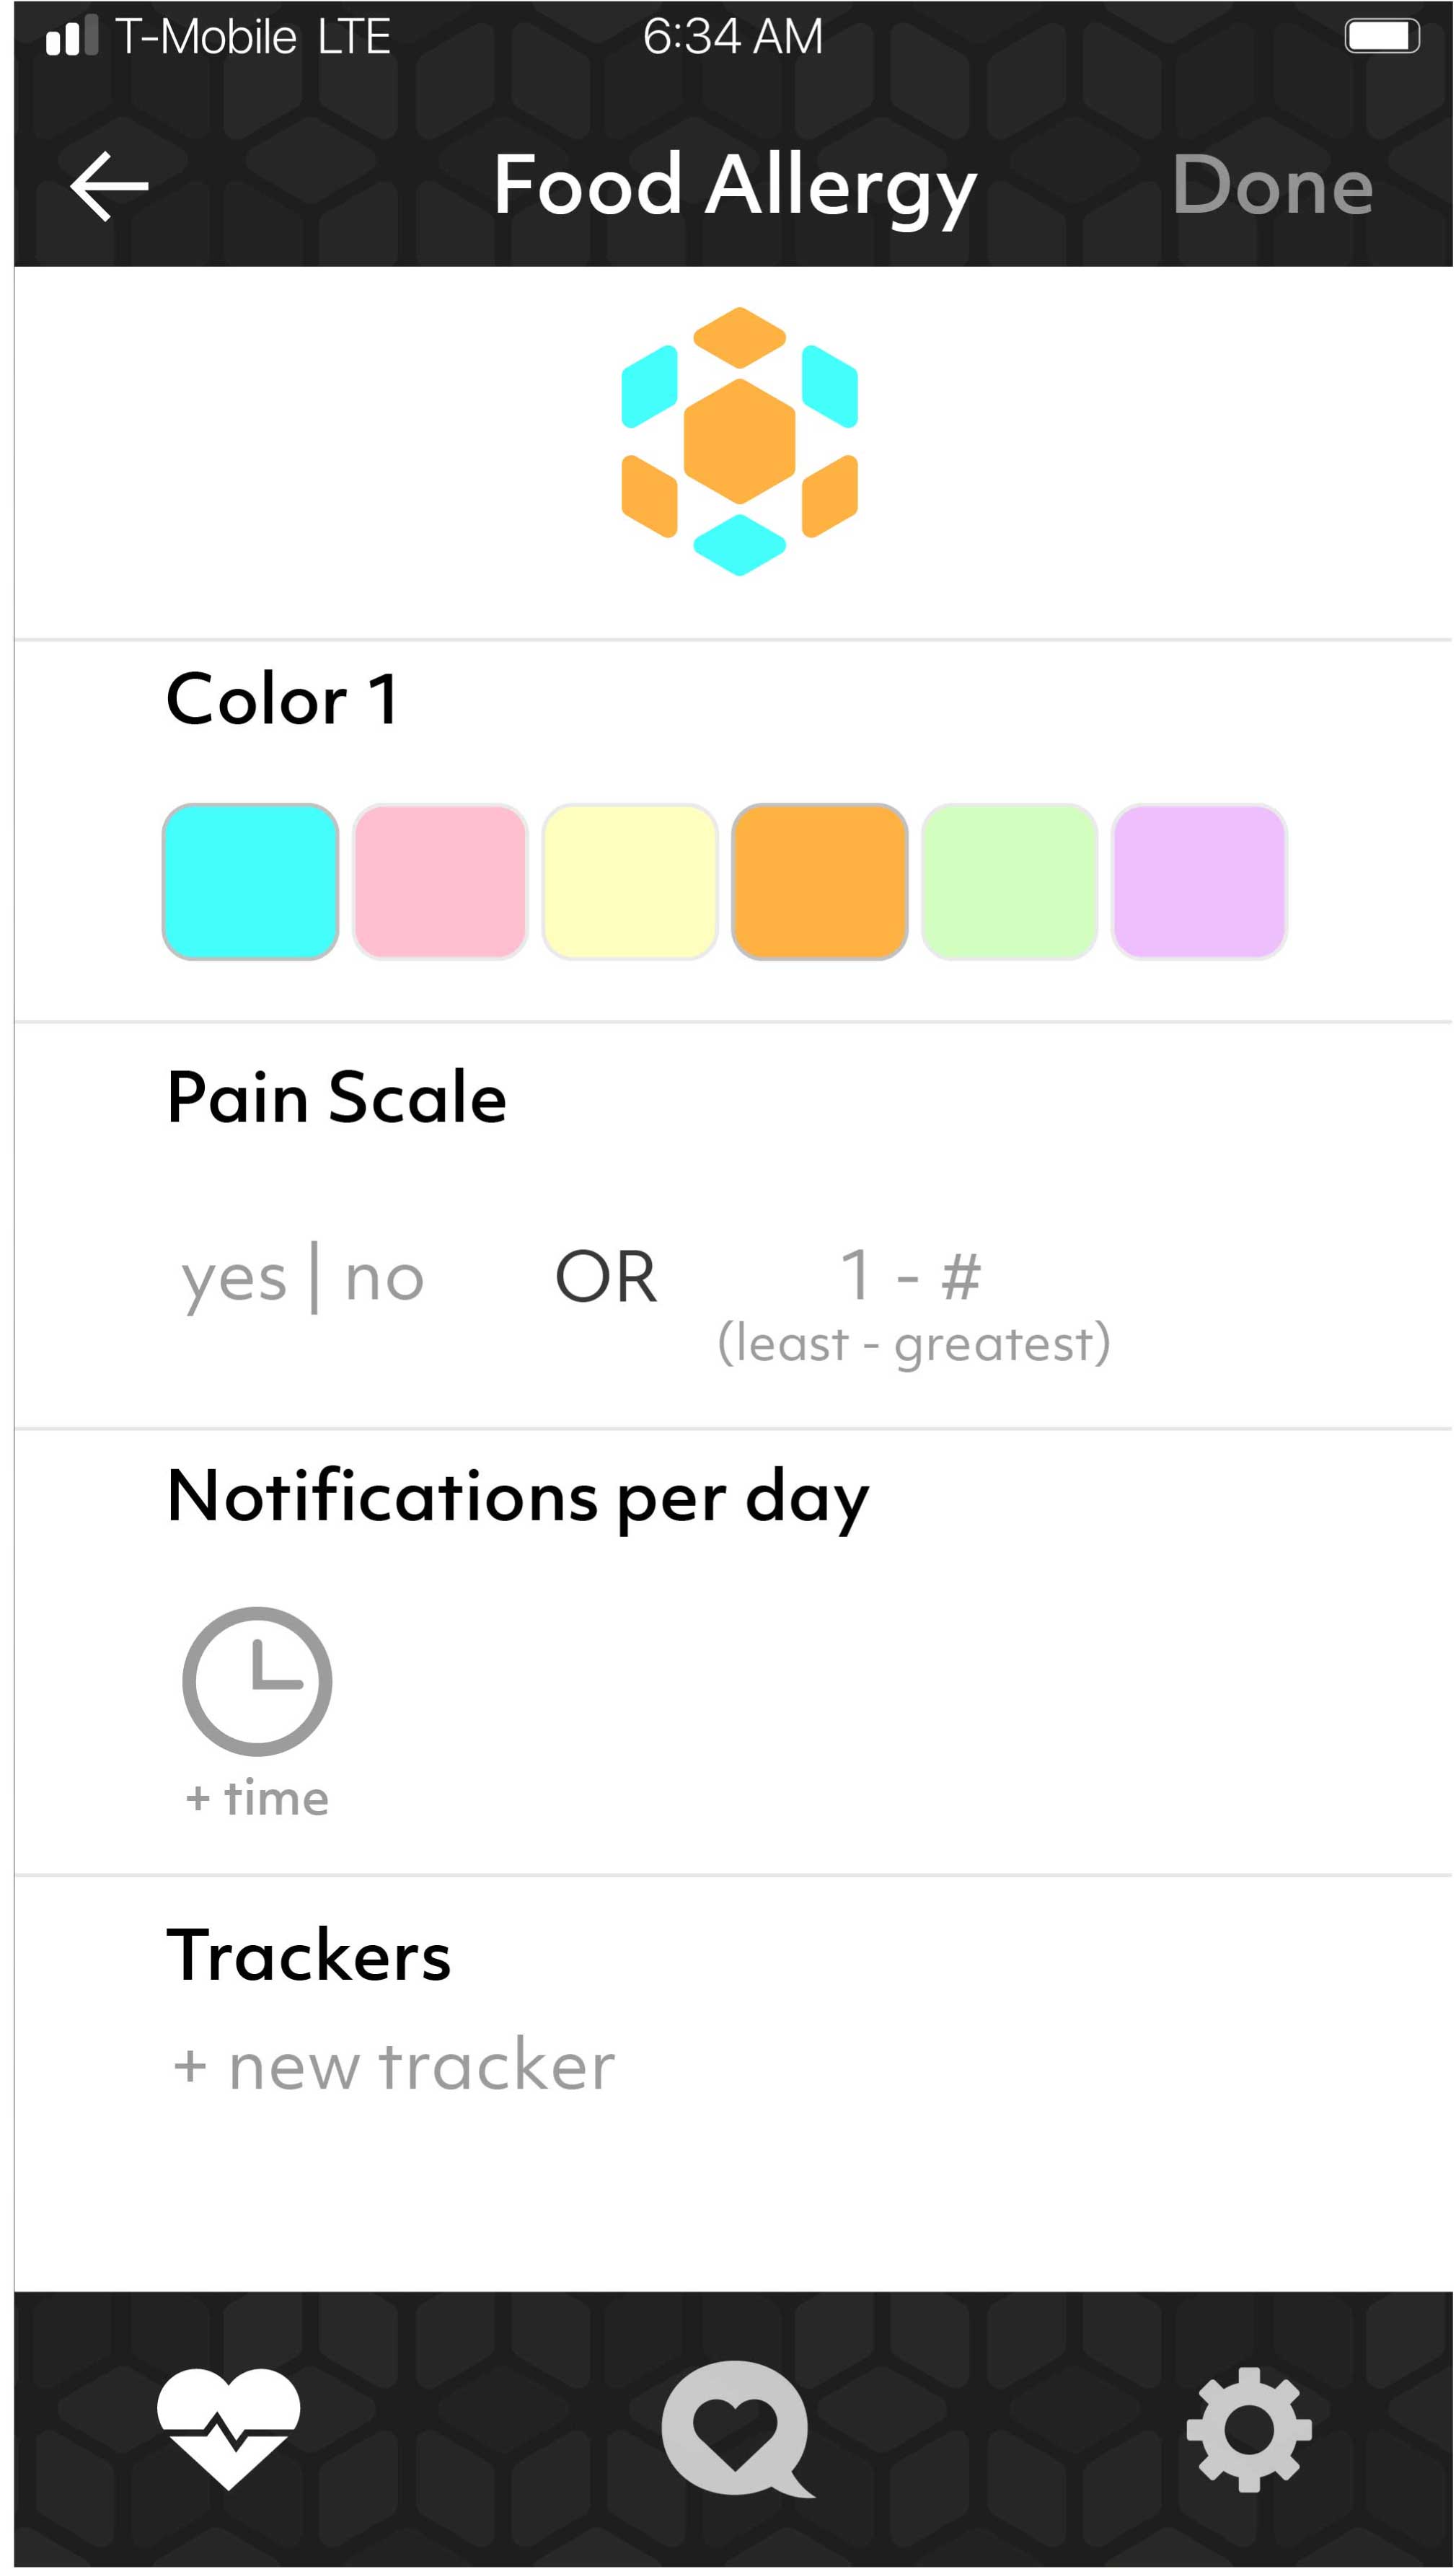 T-Mobile LTE 6:34 AM
Food Allergy Done
Color 1
Pain Scale
yes | no OR 1 - #
(least - greatest)
Notifications per day
+ time
Trackers
+ new tracker